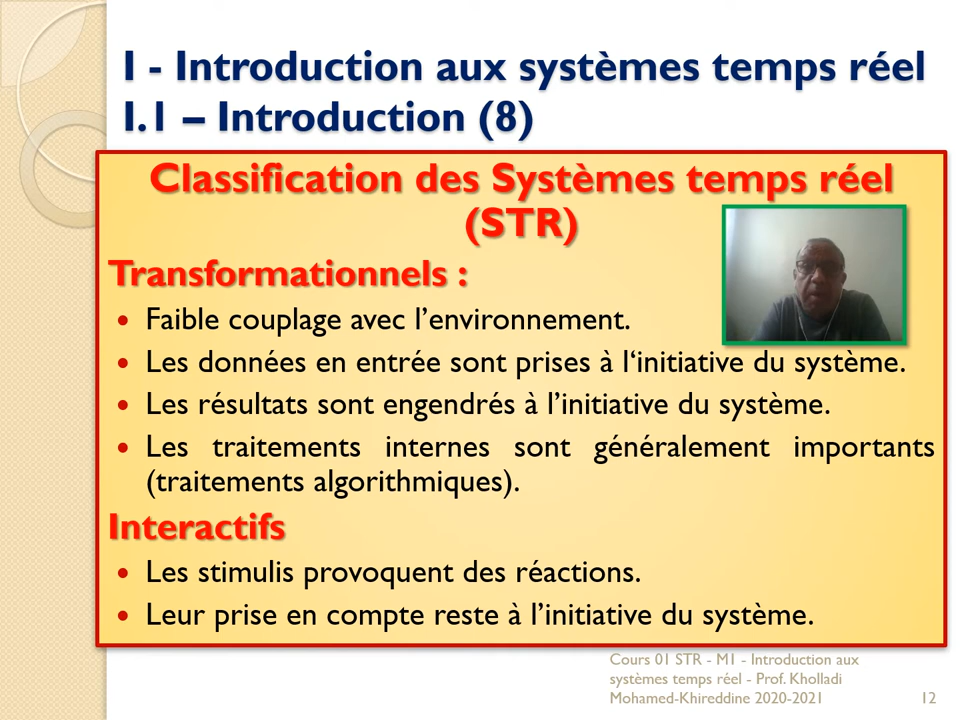 I - Introduction aux systèmes temps réel
I.1 – Introduction (8)
Classification des Systèmes temps réel
(STR)
Transformationnels :
• Faible couplage avec l’environnement.
• Les données en entrée sont prises à l‘initiative du système.
• Les résultats sont engendrés à l’initiative du système.
• Les traitements internes sont généralement importants
(traitements algorithmiques).
Interactifs
• Les stimulis provoquent des réactions.
• Leur prise en compte reste à l’initiative du système.
Cours 01 STR - M1 - Introduction aux
systèmes temps réel - Prof. Kholladi
Mohamed-Khireddine 2020-2021 12